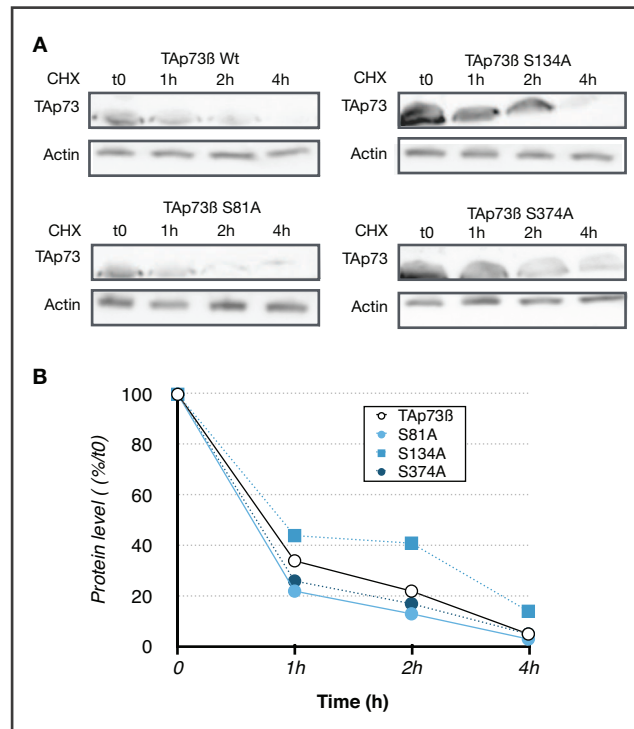 A
TAp73ß Wt
CHX t0 1h 2h 4h
TAp73
Actin
TAp73ß S134A
CHX t0 1h 2h 4h
TAp73
Actin
TAp73ß S81A
CHX t0 1h 2h 4h
TAp73
Actin
TAp73ß S374A
CHX t0 1h 2h 4h
TAp73
Actin
B
Protein level ( (%/t0)
100
80
60
40
20
0
TAp73ß
S81A
S134A
S374A
0 1h 2h 4h
Time (h)